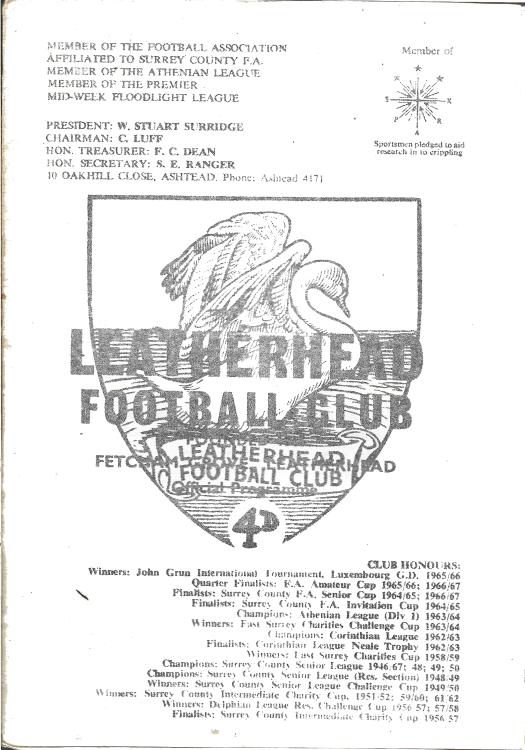 MEMBER OF THE FOOTBALL ASSOCIATION
AFFILIATED TO SURREY COUNTY F.A.
MEMBER OF THE ATHENIAN LEAGUE
MEMBER OF THE PREMIER
MID-WEEK FLOODLIGHT LEAGUE
PRESIDENT: W. STUART SURRIDGE
CHAIRMAN: C. LUFF
HON. TREASURER: F. C. DEAN
HON. SECRETARY: S. E. RANGER
10 OAKHILL CLOSE, ASHTEAD. Phone: Ashtead 4171
Member of
S T A R S
Sportsmen pledged to aid
research in to crippling
LEATHERHEAD
FOOTBALL CLUB
FOUNDED
LEATHERHEAD
FETCHAM GROVE LEATHERHEAD
FOOTBALL CLUB
Official Programme
4D
CLUB HONOURS:
Winners: John Grun International Tournament, Luxembourg G.D. 1965/66
Quarter Finalists: F.A. Amateur Cup 1965/66; 1966/67
Finalists: Surrey County F.A. Senior Cup 1964/65; 1966/67
Finalists: Surrey County F.A. Invitation Cup 1964/65
Champions: Athenian League (Div 1) 1963/64
Winners: East Surrey Charities Challenge Cup 1963/64
Champions: Corinthian League 1962/63
Finalists: Corinthian League Neale Trophy 1962/63
Winners: East Surrey Charities Cup 1958/59
Champions: Surrey County Senior League 1946/67; 48; 49; 50
Champions: Surrey County Senior League (Res. Section) 1948/49
Winners: Surrey County Senior League Challenge Cup 1949/50
Winners: Surrey County Intermediate Charity Cup, 1951/52; 59/60; 61/62
Winners: Delphian League Res. Challenge Cup 1956/57; 57/58
Finalists: Surrey County Intermediate Charity Cup 1956/57